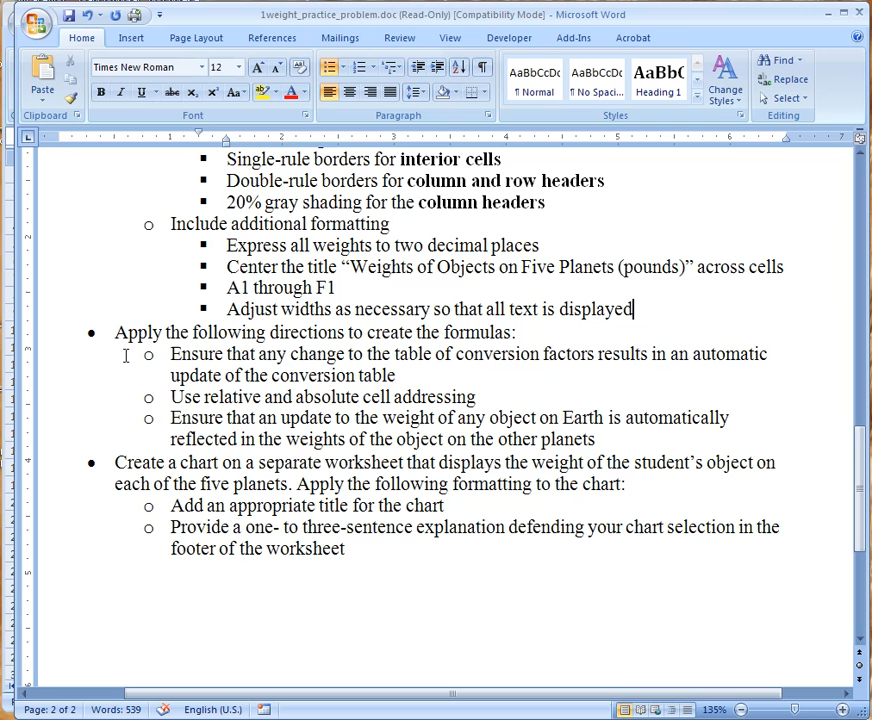 1weight_practice_problem.doc (Read-Only) [Compatibility Mode] - Microsoft Word
Home Insert Page Layout References Mailings Review View Developer Add-Ins Acrobat
Paste
Times New Roman 12
AaBbCcDc AaBbCcDc AaBbC
¶ Normal ¶ No Spaci... Heading 1
Change Styles
Find
Replace
Select
Clipboard Font Paragraph Styles Editing
1 2 3 4 5 6 7
Single-rule borders for interior cells
Double-rule borders for column and row headers
20% gray shading for the column headers
Include additional formatting
Express all weights to two decimal places
Center the title “Weights of Objects on Five Planets (pounds)” across cells
A1 through F1
Adjust widths as necessary so that all text is displayed
Apply the following directions to create the formulas:
Ensure that any change to the table of conversion factors results in an automatic
update of the conversion table
Use relative and absolute cell addressing
Ensure that an update to the weight of any object on Earth is automatically
reflected in the weights of the object on the other planets
Create a chart on a separate worksheet that displays the weight of the student’s object on
each of the five planets. Apply the following formatting to the chart:
Add an appropriate title for the chart
Provide a one- to three-sentence explanation defending your chart selection in the
footer of the worksheet
Page: 2 of 2 Words: 539 English (U.S.) 135%